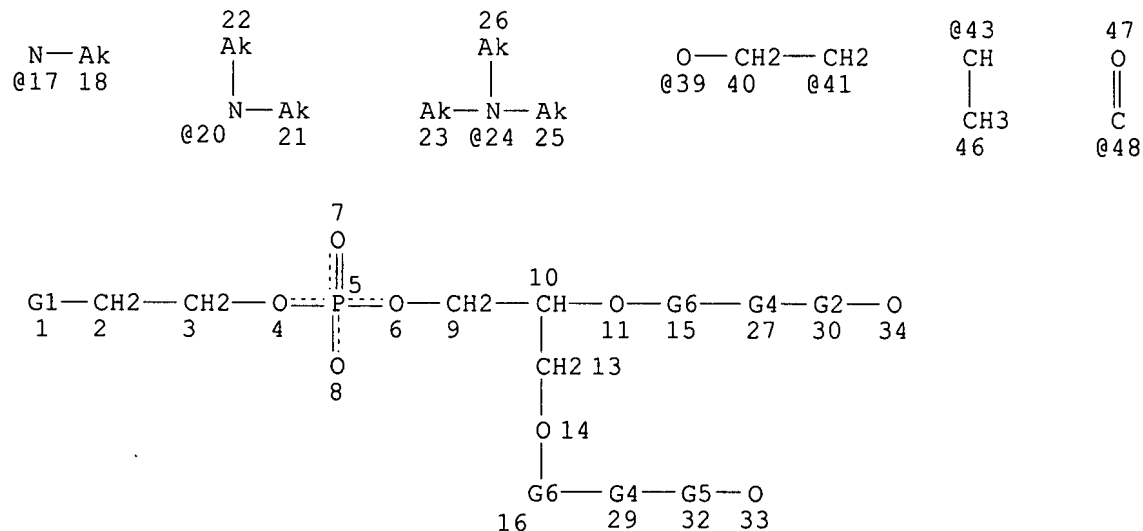 22 26 @43 47
N Ak Ak Ak O CH2 CH2 CH O
@17 18 @39 40 @41
N Ak Ak N Ak CH3 C
@20 21 23 @24 25 46 @48
7
O
5 10
G1 CH2 CH2 O P O CH2 CH O G6 G4 G2 O
1 2 3 4 6 9 11 15 27 30 34
O CH2 13
8
O 14
G6 G4 G5 O
16 29 32 33